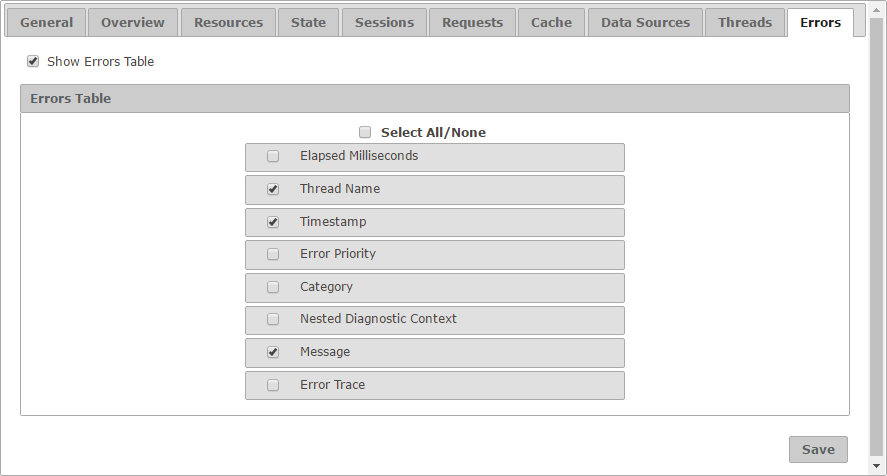 General Overview Resources State Sessions Requests Cache Data Sources Threads Errors
Show Errors Table
Errors Table
Select All/None
Elapsed Milliseconds
Thread Name
Timestamp
Error Priority
Category
Nested Diagnostic Context
Message
Error Trace
Save